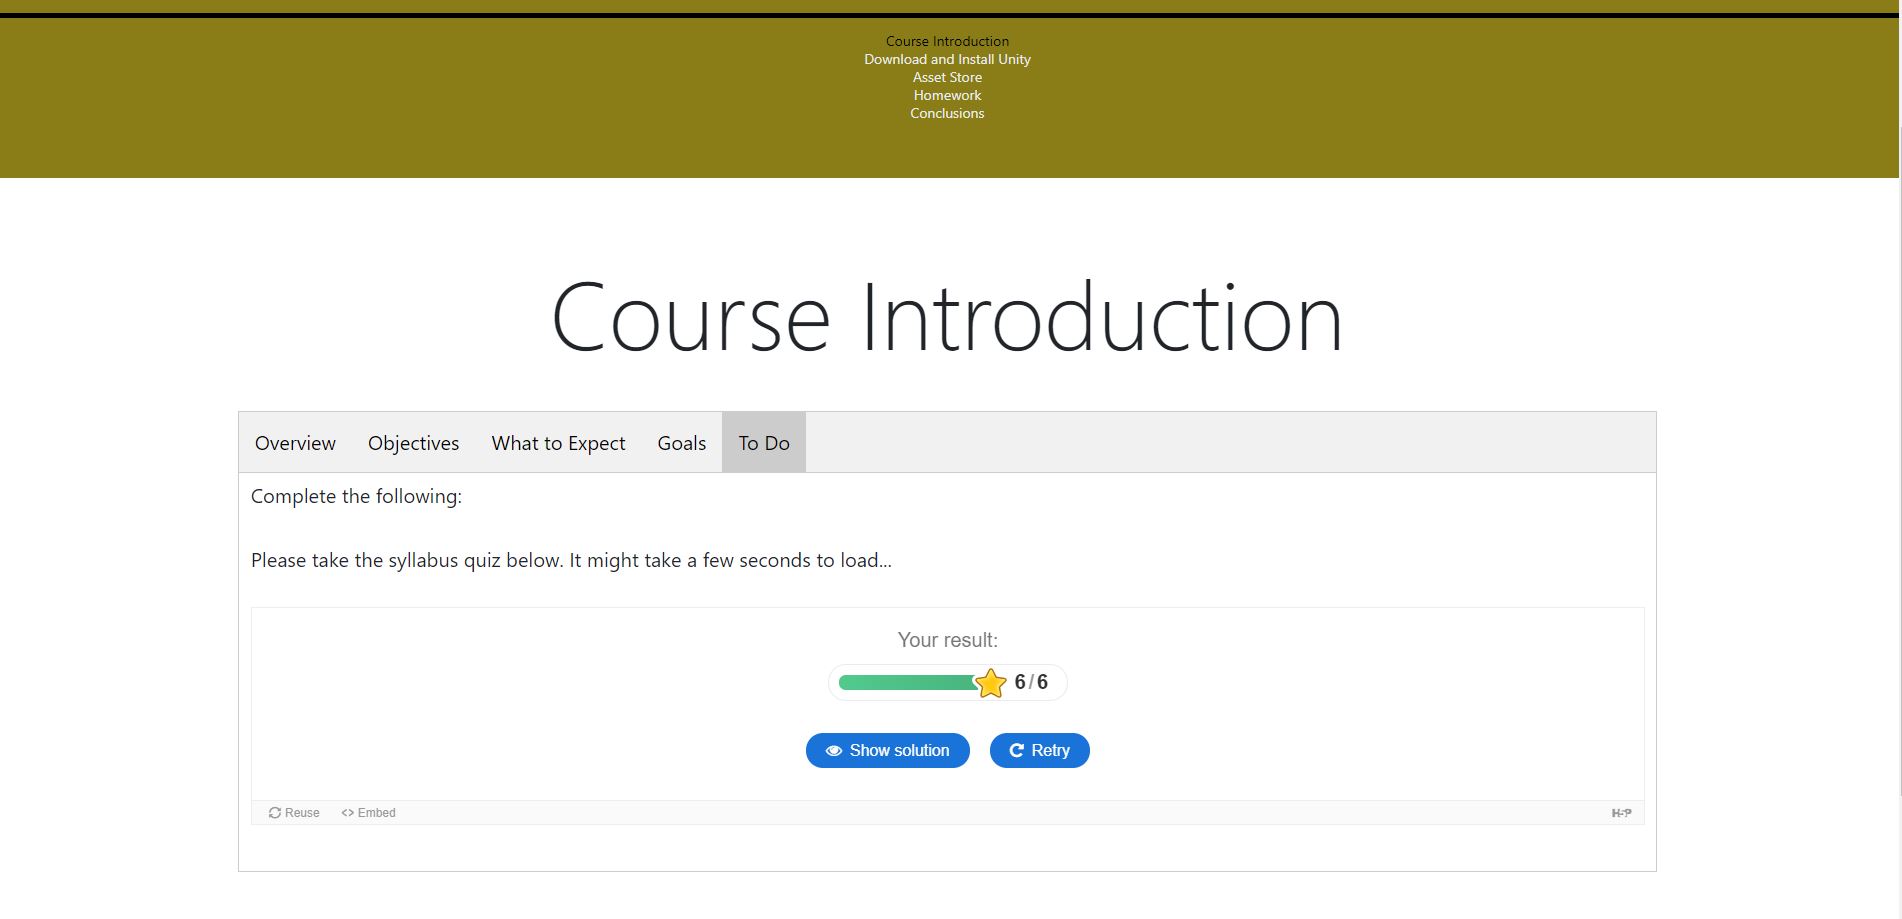 Course Introduction
Download and Install Unity
Asset Store
Homework
Conclusions
Course Introduction
Overview Objectives What to Expect Goals To Do
Complete the following:
Please take the syllabus quiz below. It might take a few seconds to load...
Your result:
6/6
Show solution Retry
Reuse <> Embed H5P